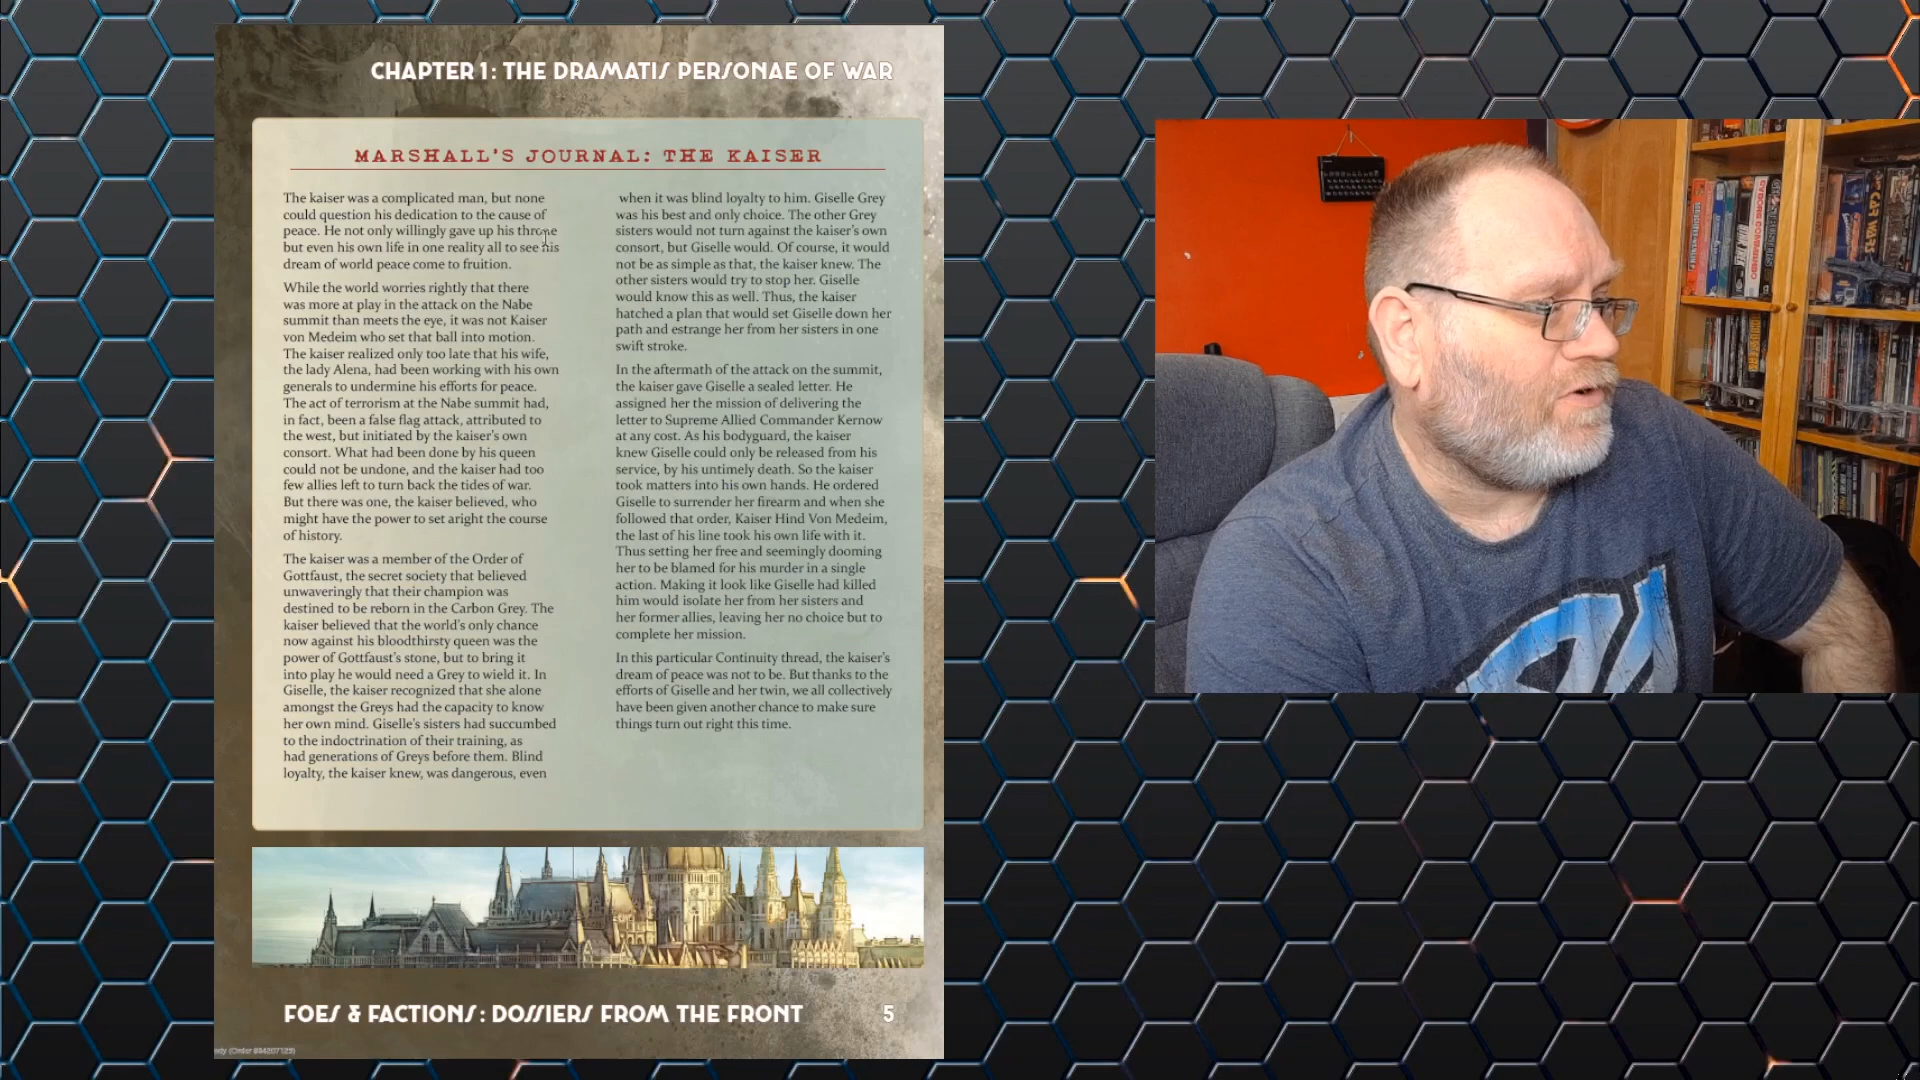 CHAPTER 1: THE DRAMATIS PERSONAE OF WAR
MARSHALL'S JOURNAL: THE KAISER
The kaiser was a complicated man, but none
could question his dedication to the cause of
peace. He not only willingly gave up his throne
but even his own life in one reality all to see his
dream of world peace come to fruition.
While the world worries rightly that there
was more at play in the attack on the Nabe
summit than meets the eye, it was not Kaiser
von Medeim who set that ball into motion.
The kaiser realized only too late that his wife,
the lady Alena, had been working with his own
generals to undermine his efforts for peace.
The act of terrorism at the Nabe summit had,
in fact, been a false flag attack, attributed to
the west, but initiated by the kaiser's own
consort. What had been done by his queen
could not be undone, and the kaiser had too
few allies left to turn back the tides of war.
But there was one, the kaiser believed, who
might have the power to set aright the course
of history.
The kaiser was a member of the Order of
Gottfaust, the secret society that believed
unwaveringly that their champion was
destined to be reborn in the Carbon Grey. The
kaiser believed that the world's only chance
now against his bloodthirsty queen was the
power of Gottfaust's stone, but to bring it
into play he would need a Grey to wield it. In
Giselle, the kaiser recognized that she alone
amongst the Greys had the capacity to know
her own mind. Giselle's sisters had succumbed
to the indoctrination of their training, as
had generations of Greys before them. Blind
loyalty, the kaiser knew, was dangerous, even
when it was blind loyalty to him. Giselle Grey
was his best and only choice. The other Grey
sisters would not turn against the kaiser's own
consort, but Giselle would. Of course, it would
not be as simple as that, the kaiser knew. The
other sisters would try to stop her. Giselle
would know this as well. Thus, the kaiser
hatched a plan that would set Giselle down her
path and estrange her from her sisters in one
swift stroke.
In the aftermath of the attack on the summit,
the kaiser gave Giselle a sealed letter. He
assigned her the mission of delivering the
letter to Supreme Allied Commander Kernow
at any cost. As his bodyguard, the kaiser
knew Giselle could only be released from his
service, by his untimely death. So the kaiser
took matters into his own hands. He ordered
Giselle to surrender her firearm and when she
followed that order, Kaiser Hind Von Medeim,
the last of his line took his own life with it.
Thus setting her free and seemingly dooming
her to be blamed for his murder in a single
action. Making it look like Giselle had killed
him would isolate her from her sisters and
her former allies, leaving her no choice but to
complete her mission.
In this particular Continuity thread, the kaiser's
dream of peace was not to be. But thanks to the
efforts of Giselle and her twin, we all collectively
have been given another chance to make sure
things turn out right this time.
FOES & FACTIONS: DOSSIERS FROM THE FRONT 5
CAR WARS